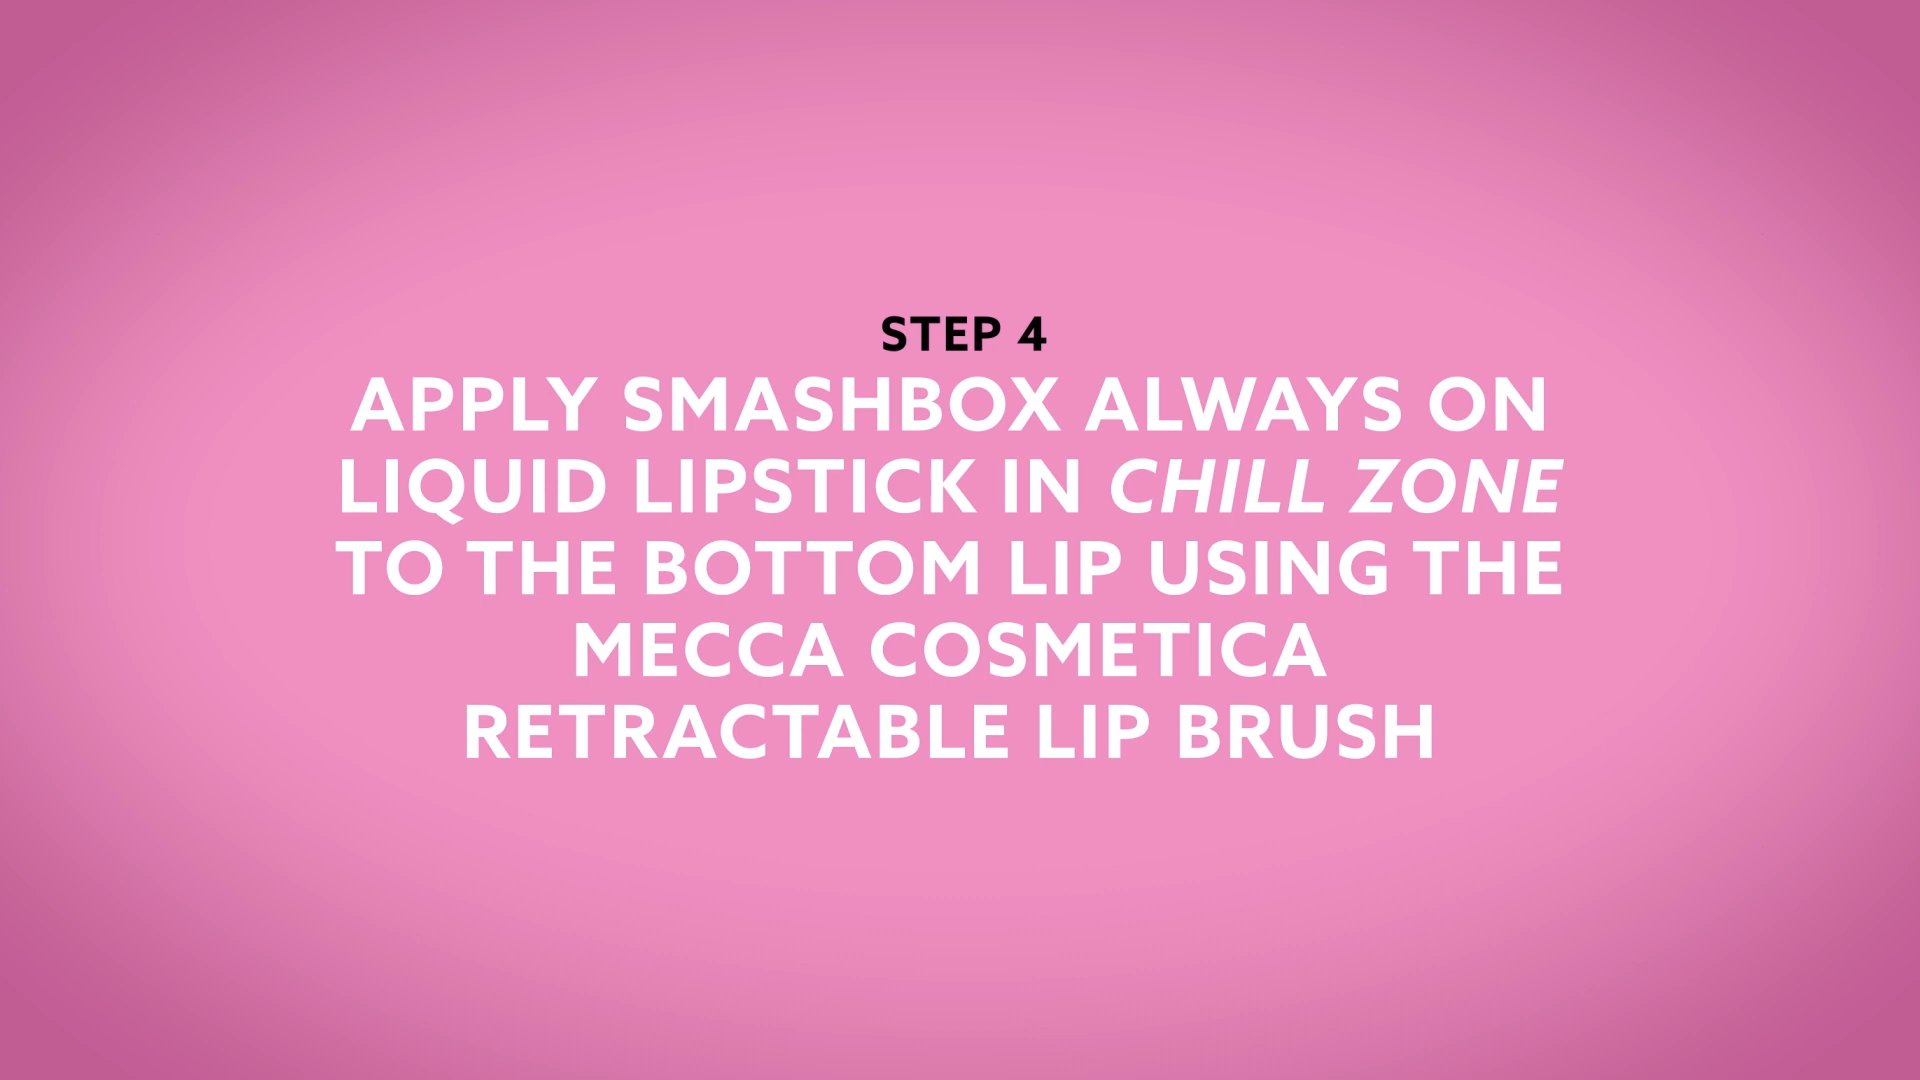 STEP 4
APPLY SMASHBOX ALWAYS ON
LIQUID LIPSTICK IN CHILL ZONE
TO THE BOTTOM LIP USING THE
MECCA COSMETICA
RETRACTABLE LIP BRUSH